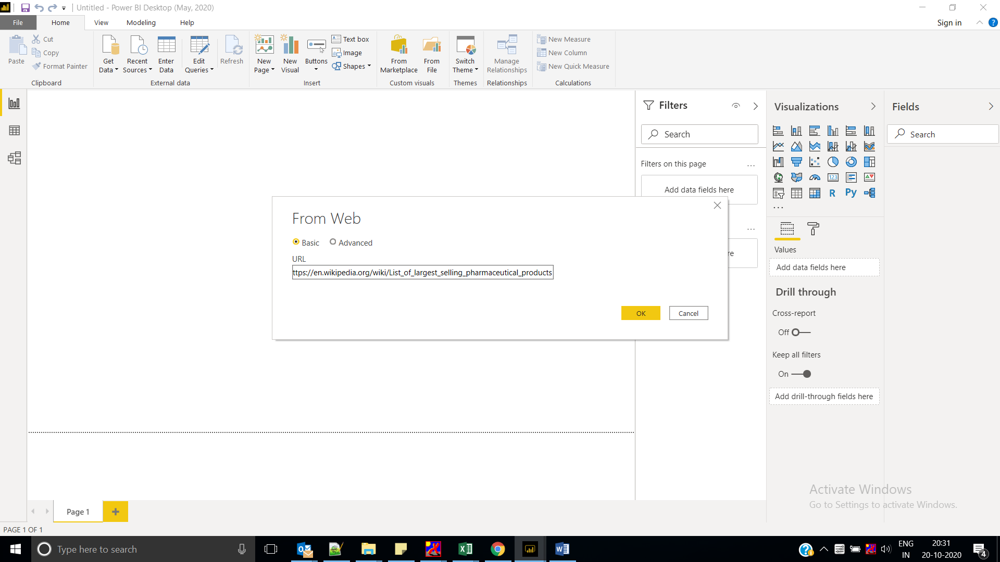 Untitled - Power BI Desktop (May, 2020)
File Home View Modeling Help Sign in
Paste
Cut
Copy
Format Painter
Clipboard
Get Data
Recent Sources
Enter Data
Edit Queries
Refresh
External data
New Page
New Visual
Buttons
Text box
Image
Shapes
Insert
From Marketplace
From File
Custom visuals
Switch Theme
Themes
Manage Relationships
Relationships
New Measure
New Column
New Quick Measure
Calculations
Filters
Search
Filters on this page
...
Add data fields here
...
re
From Web
Basic Advanced
URL
ttps://en.wikipedia.org/wiki/List_of_largest_selling_pharmaceutical_products
OK Cancel
Visualizations
123
R Py
...
Values
Add data fields here
Drill through
Cross-report
Off
Keep all filters
On
Add drill-through fields here
Fields
Search
Activate Windows
Go to Settings to activate Windows.
Page 1 +
PAGE 1 OF 1
Type here to search
ENG
IN
20:31
20-10-2020
4